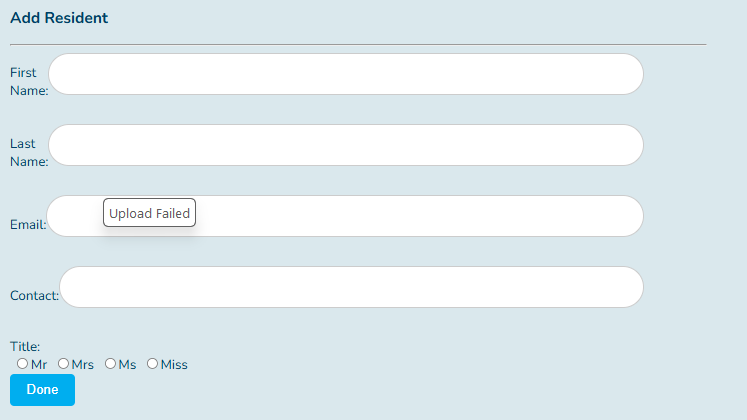 Add Resident
First
Name:
Last
Name:
Upload Failed
Email:
Contact:
Title:
Mr Mrs Ms Miss
Done